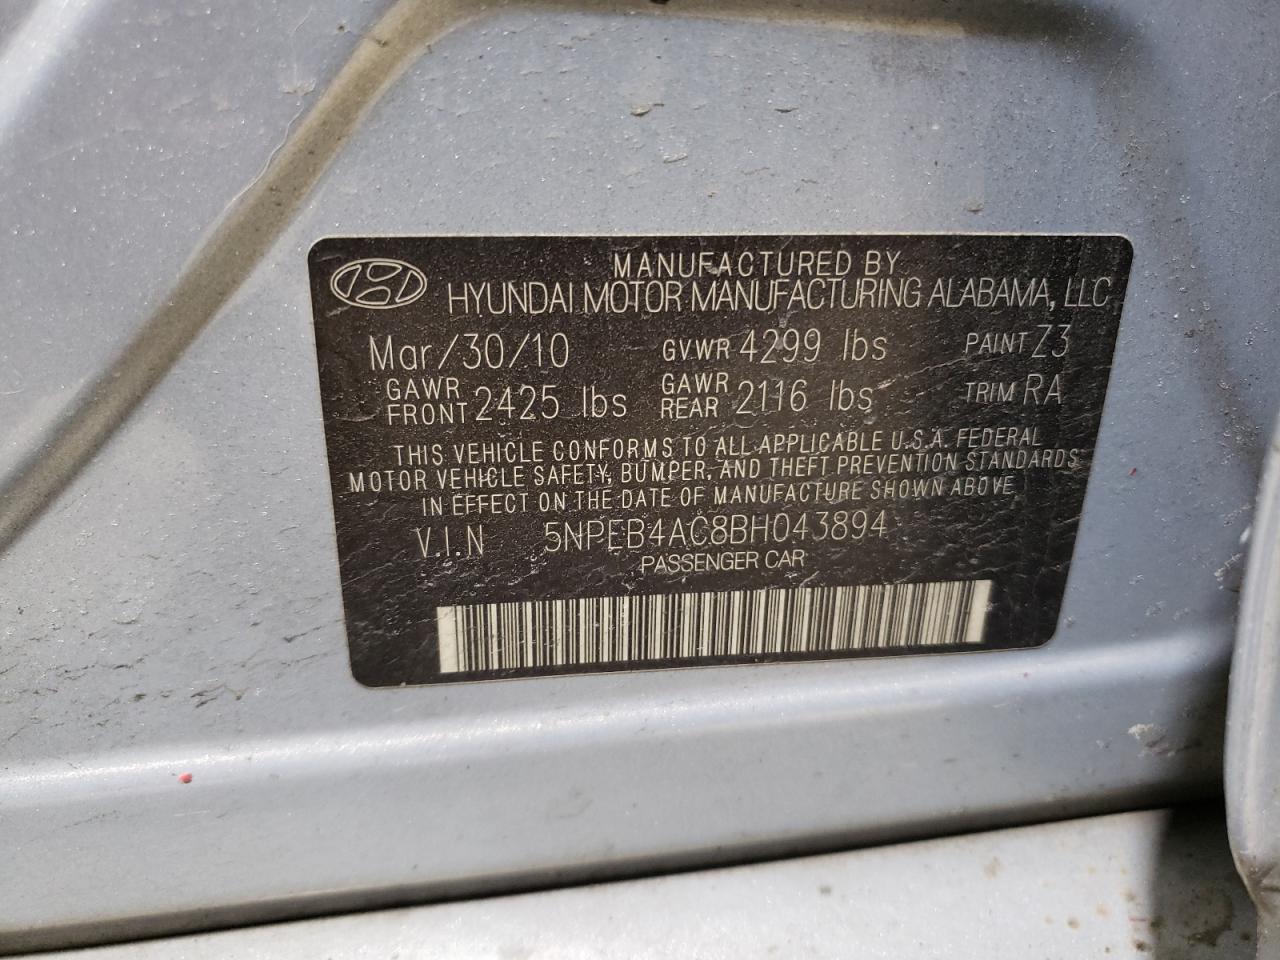 MANUFACTURED BY
HYUNDAI MOTOR MANUFACTURING ALABAMA, LLC
Mar/30/10 GVWR 4299 lbs PAINT Z3
GAWR FRONT 2425 lbs GAWR REAR 2116 lbs TRIM RA
THIS VEHICLE CONFORMS TO ALL APPLICABLE U.S.A. FEDERAL
MOTOR VEHICLE SAFETY, BUMPER, AND THEFT PREVENTION STANDARDS
IN EFFECT ON THE DATE OF MANUFACTURE SHOWN ABOVE
V.I.N 5NPEB4AC8BH043894
PASSENGER CAR